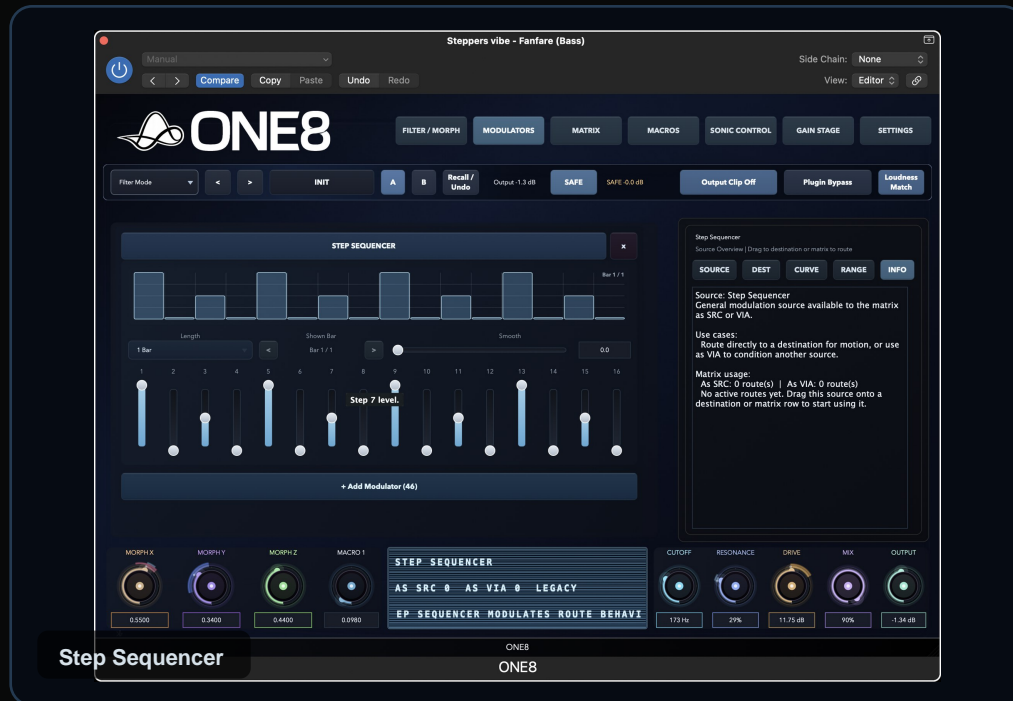 Steppers vibe - Fanfare (Bass)
Manual
Side Chain: None
Compare Copy Paste Undo Redo
View: Editor
ONE8
FILTER / MORPH MODULATORS MATRIX MACROS SONIC CONTROL GAIN STAGE SETTINGS
Filter Mode < > INIT A B Recall / Undo Output -1.3 dB SAFE SAFE -0.0 dB Output Clip Off Plugin Bypass Loudness Match
STEP SEQUENCER x
Bar 1 / 1
Length Shown Bar Smooth
1 Bar < Bar 1 / 1 > 0.0
1 2 3 4 5 6 7 8 9 10 11 12 13 14 15 16
Step 7 level.
+ Add Modulator (46)
Step Sequencer
Source Overview | Drag to destination or matrix to route
SOURCE DEST CURVE RANGE INFO
Source: Step Sequencer
General modulation source available to the matrix
as SRC or VIA.
Use cases:
Route directly to a destination for motion, or use
as VIA to condition another source.
Matrix usage:
As SRC: 0 route(s) | As VIA: 0 route(s)
No active routes yet. Drag this source onto a
destination or matrix row to start using it.
MORPH X MORPH Y MORPH Z MACRO 1
0.5500 0.3400 0.4400 0.0980
STEP SEQUENCER
AS SRC 0 AS VIA 0 LEGACY
EP SEQUENCER MODULATES ROUTE BEHAVI
CUTOFF RESONANCE DRIVE MIX OUTPUT
173 Hz 29% 11.75 dB 90% -1.34 dB
ONE8
ONE8
Step Sequencer